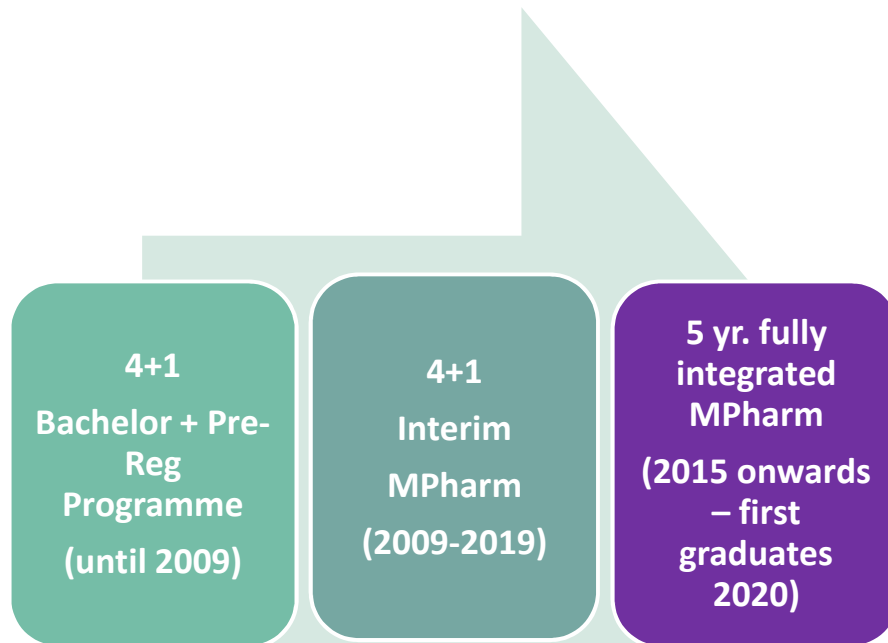 4+1
Bachelor + Pre-
Reg
Programme
(until 2009)
4+1
Interim
MPharm
(2009-2019)
5 yr. fully
integrated
MPharm
(2015 onwards
– first
graduates
2020)